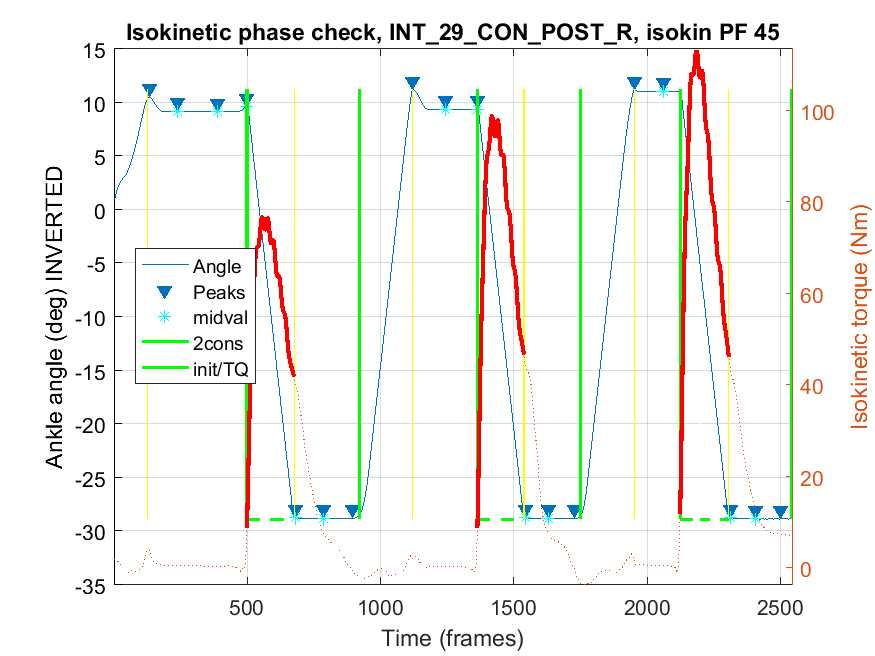 Isokinetic phase check, INT_29_CON_POST_R, isokin PF 45
15
10
5
0
-5
-10
-15
-20
-25
-30
-35
Ankle angle (deg) INVERTED
Angle
Peaks
midval
2cons
init/TQ
100
80
60
40
20
0
Isokinetic torque (Nm)
500
1000
1500
2000
2500
Time (frames)